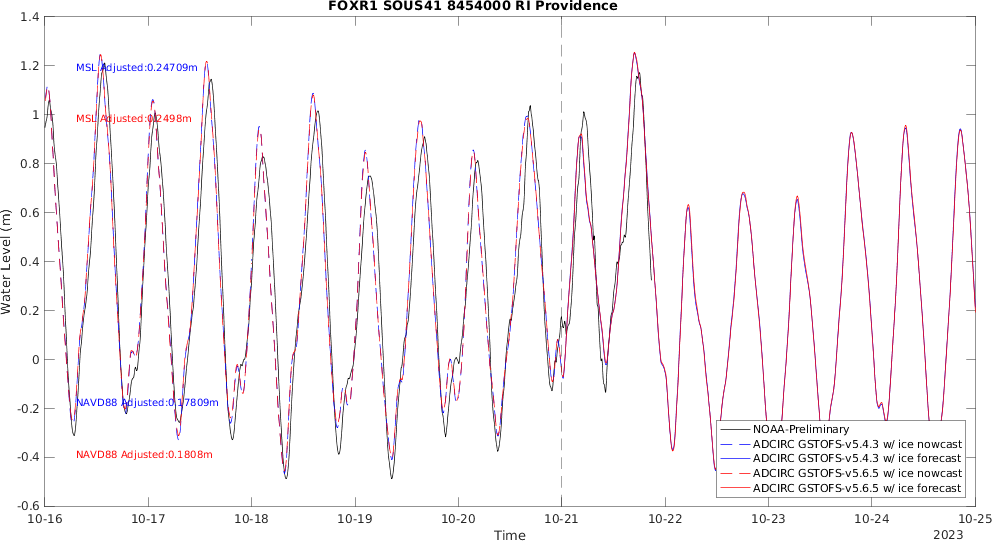 FOXR1 SOUS41 8454000 RI Providence
1.4
1.2
1
0.8
0.6
0.4
0.2
0
-0.2
-0.4
-0.6
Water Level (m)
MSL Adjusted:0.24709m
MSL Adjusted:0.2498m
NAVD88 Adjusted:0.17809m
NAVD88 Adjusted:0.1808m
NOAA-Preliminary
ADCIRC GSTOFS-v5.4.3 w/ ice nowcast
ADCIRC GSTOFS-v5.4.3 w/ ice forecast
ADCIRC GSTOFS-v5.6.5 w/ ice nowcast
ADCIRC GSTOFS-v5.6.5 w/ ice forecast
10-16 10-17 10-18 10-19 10-20 10-21 10-22 10-23 10-24 10-25
Time
2023